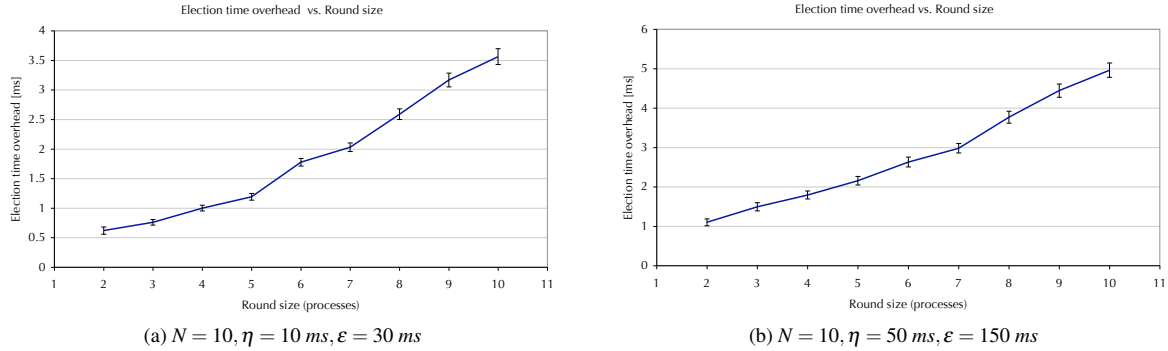 Election time overhead vs. Round size
Election time overhead [ms]
4
3.5
3
2.5
2
1.5
1
0.5
0
1 2 3 4 5 6 7 8 9 10 11
Round size (processes)
(a) N = 10, η = 10 ms, ε = 30 ms
Election time overhead vs. Round size
Election time overhead [ms]
6
5
4
3
2
1
0
1 2 3 4 5 6 7 8 9 10 11
Round size (processes)
(b) N = 10, η = 50 ms, ε = 150 ms